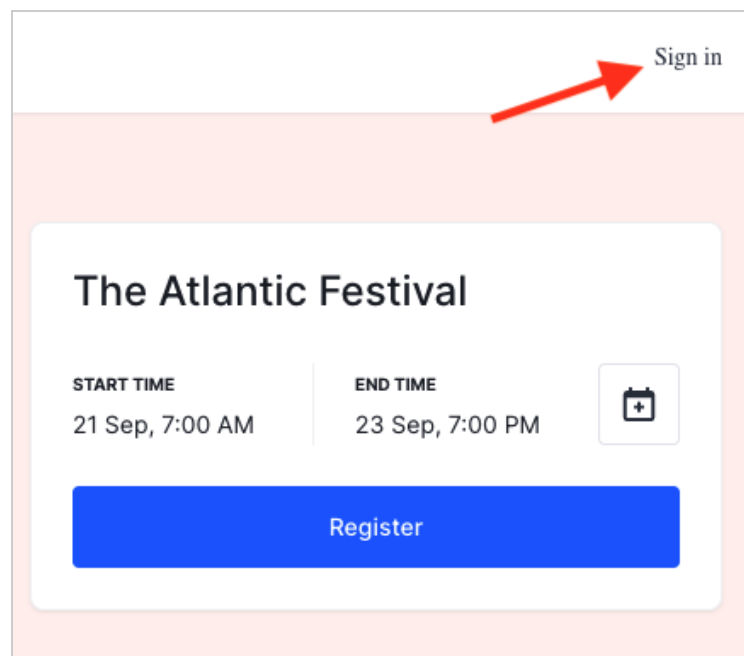 Sign in
The Atlantic Festival
START TIME
END TIME
21 Sep, 7:00 AM
23 Sep, 7:00 PM
Register